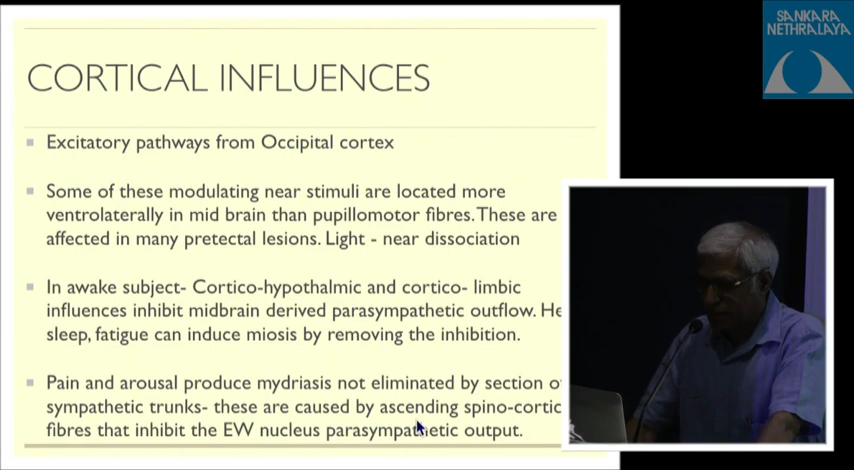 SANKARA
NETHRALAYA
CORTICAL INFLUENCES
Excitatory pathways from Occipital cortex
Some of these modulating near stimuli are located more
ventrolaterally in mid brain than pupillomotor fibres. These are
affected in many pretectal lesions. Light - near dissociation
In awake subject- Cortico-hypothalmic and cortico- limbic
influences inhibit midbrain derived parasympathetic outflow.
sleep, fatigue can induce miosis by removing the inhibition.
Pain and arousal produce mydriasis not eliminated by section
sympathetic trunks- these are caused by ascending
fibres that inhibit the EW nucleus parasympathetic output.